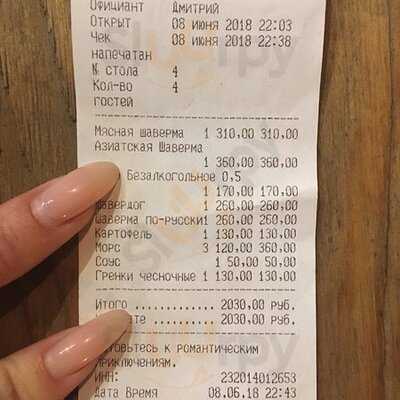 Официант Дмитрий
Открыт 08 июня 2018 22:03
Чек 08 июня 2018 22:38
напечатан
№ стола 4
Кол-во 4
гостей
Мясная шаверма 1 310,00 310,00
Азиатская Шаверма
1 360,00 360,00
Безалкогольное 0,5
1 170,00 170,00
Шавердог 1 260,00 260,00
Шаверма по-русски1 260,00 260,00
Картофель 1 130,00 130,00
Морс 3 120,00 360,00
Соус 1 50,00 50,00
Гренки чесночные 1 130,00 130,00
Итого ............ 2030,00 руб.
те ............ 2030,00 руб.
товьтесь к романтическим
приключениям.
ИНН: 232014012653
Дата Время 08.06.18 22:43